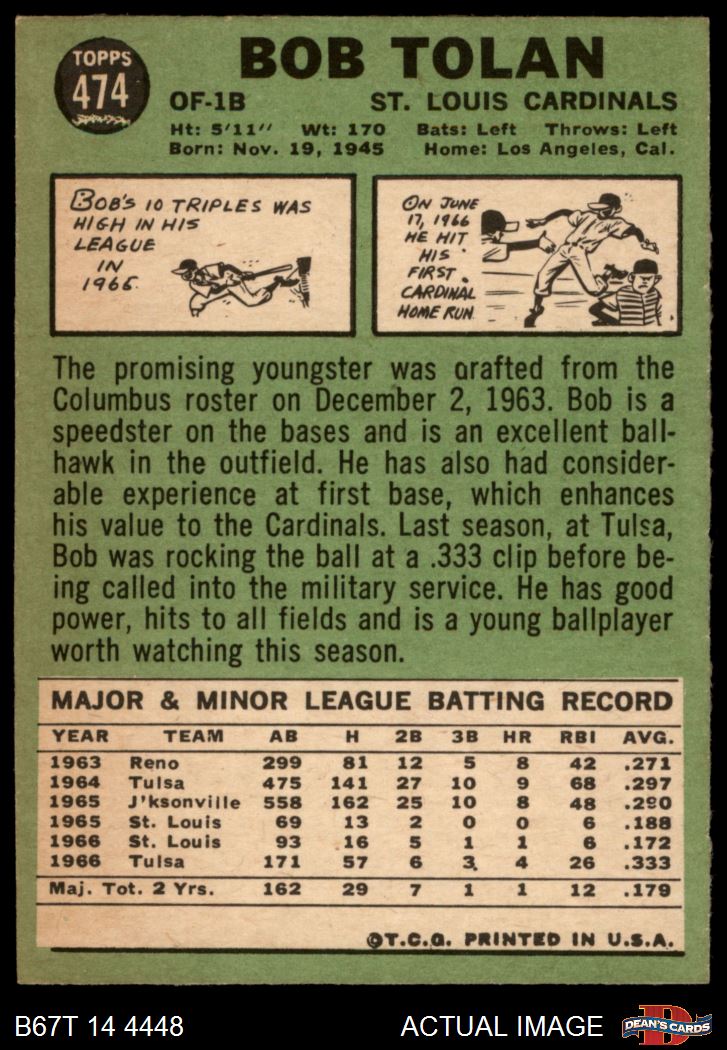 TOPPS
474
BOB TOLAN
OF-1B ST. LOUIS CARDINALS
Ht: 5'11" Wt: 170 Bats: Left Throws: Left
Born: Nov. 19, 1945 Home: Los Angeles, Cal.
BOB'S 10 TRIPLES WAS
HIGH IN HIS
LEAGUE
IN
1965.
ON JUNE
17, 1966
HE HIT
HIS
FIRST
CARDINAL
HOME RUN
The promising youngster was drafted from the
Columbus roster on December 2, 1963. Bob is a
speedster on the bases and is an excellent ball-
hawk in the outfield. He has also had consider-
able experience at first base, which enhances
his value to the Cardinals. Last season, at Tulsa,
Bob was rocking the ball at a .333 clip before be-
ing called into the military service. He has good
power, hits to all fields and is a young ballplayer
worth watching this season.
MAJOR & MINOR LEAGUE BATTING RECORD
YEAR TEAM AB H 2B 3B HR RBI AVG.
1963 Reno 299 81 12 5 8 42 .271
1964 Tulsa 475 141 27 10 9 68 .297
1965 J'ksonville 558 162 25 10 8 48 .290
1965 St. Louis 69 13 2 0 0 6 .188
1966 St. Louis 93 16 5 1 1 6 .172
1966 Tulsa 171 57 6 3 4 26 .333
Maj. Tot. 2 Yrs. 162 29 7 1 1 12 .179
©T.C.G. PRINTED IN U.S.A.
B67T 14 4448 ACTUAL IMAGE
DEAN'S CARDS